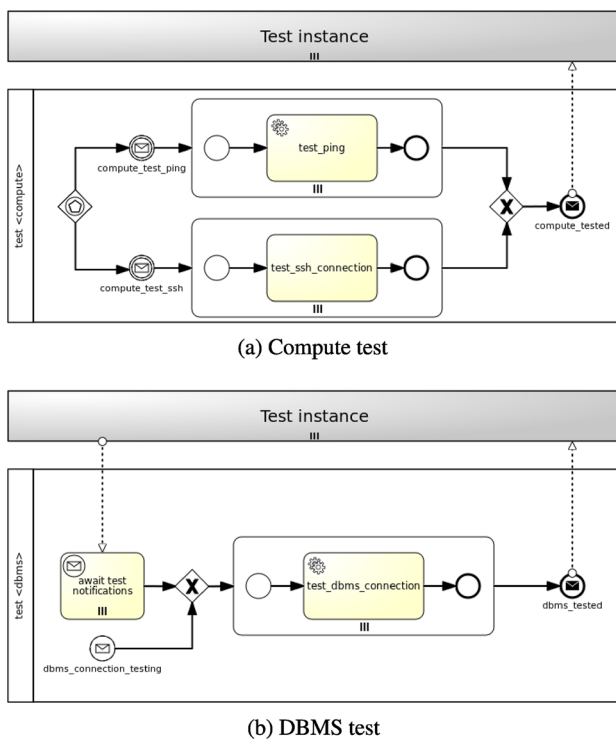 Test instance
test <compute>
compute_test_ping
test_ping
compute_test_ssh
test_ssh_connection
compute_tested
(a) Compute test
Test instance
test <dbms>
await test
notifications
dbms_connection_testing
test_dbms_connection
dbms_tested
(b) DBMS test